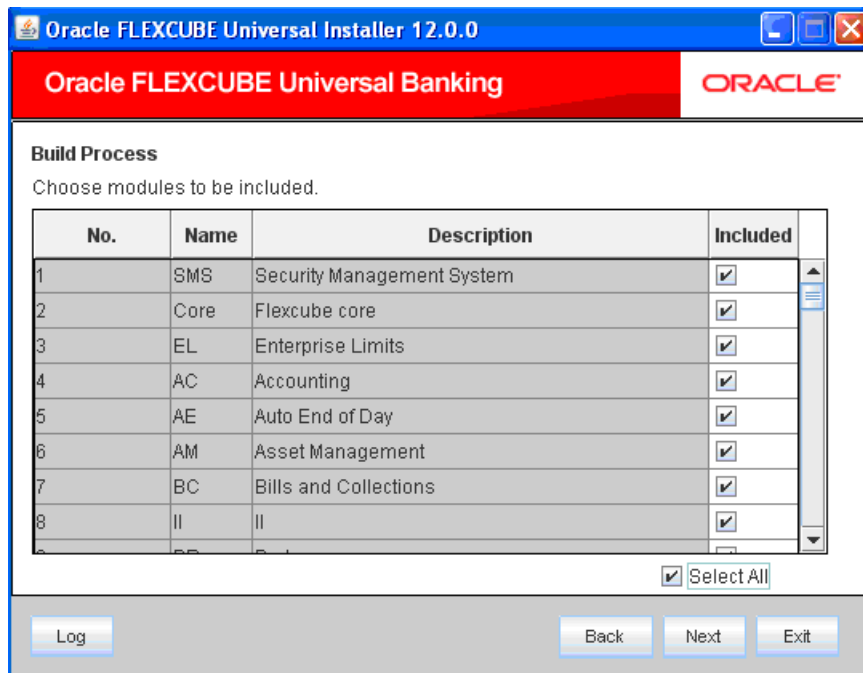 Oracle FLEXCUBE Universal Installer 12.0.0
Oracle FLEXCUBE Universal Banking ORACLE
Build Process
Choose modules to be included.
No. Name Description Included
1 SMS Security Management System
2 Core Flexcube core
3 EL Enterprise Limits
4 AC Accounting
5 AE Auto End of Day
6 AM Asset Management
7 BC Bills and Collections
8 II II
Select All
Log Back Next Exit